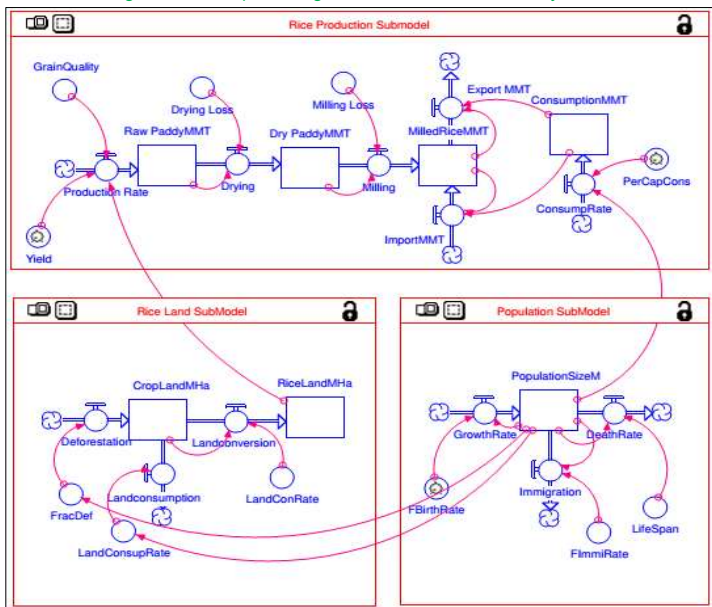 Rice Production Submodel
GrainQuality
Drying Loss
Milling Loss
Export MMT
ConsumptionMMT
Raw PaddyMMT
Dry PaddyMMT
MilledRiceMMT
Production Rate
Drying
Milling
PerCapCons
ConsumpRate
ImportMMT
Yield
Rice Land SubModel
CropLandMHa
RiceLandMHa
Deforestation
Landconversion
Landconsumption
LandConRate
FracDef
LandConsupRate
Population SubModel
PopulationSizeM
GrowthRate
DeathRate
Immigration
FBirthRate
LifeSpan
FImmiRate